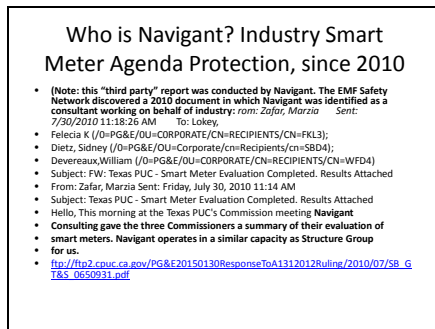 Who is Navigant? Industry Smart
Meter Agenda Protection, since 2010
• (Note: this “third party” report was conducted by Navigant. The EMF Safety
Network discovered a 2010 document in which Navigant was identified as a
consultant working on behalf of industry: rom: Zafar, Marzia Sent:
7/30/2010 11:18:26 AM To: Lokey,
• Felecia K (/0=PG&E/0U=C0RP0RATE/CN=RECIPIENTS/CN=FKL3);
• Dietz, Sidney (/0=PG&E/OU=Corporate/cn=Recipients/cn=SBD4);
• Devereaux,William (/0=PG&E/0U=C0RP0RATE/CN=RECIPIENTS/CN=WFD4)
• Subject: FW: Texas PUC - Smart Meter Evaluation Completed. Results Attached
• From: Zafar, Marzia Sent: Friday, July 30, 2010 11:14 AM
• Subject: Texas PUC - Smart Meter Evaluation Completed. Results Attached
• Hello, This morning at the Texas PUC's Commission meeting Navigant
• Consulting gave the three Commissioners a summary of their evaluation of
• smart meters. Navigant operates in a similar capacity as Structure Group
• for us.
• ftp://ftp2.cpuc.ca.gov/PG&E20150130ResponseToA1312012Ruling/2010/07/SB_G
T&S_0650931.pdf